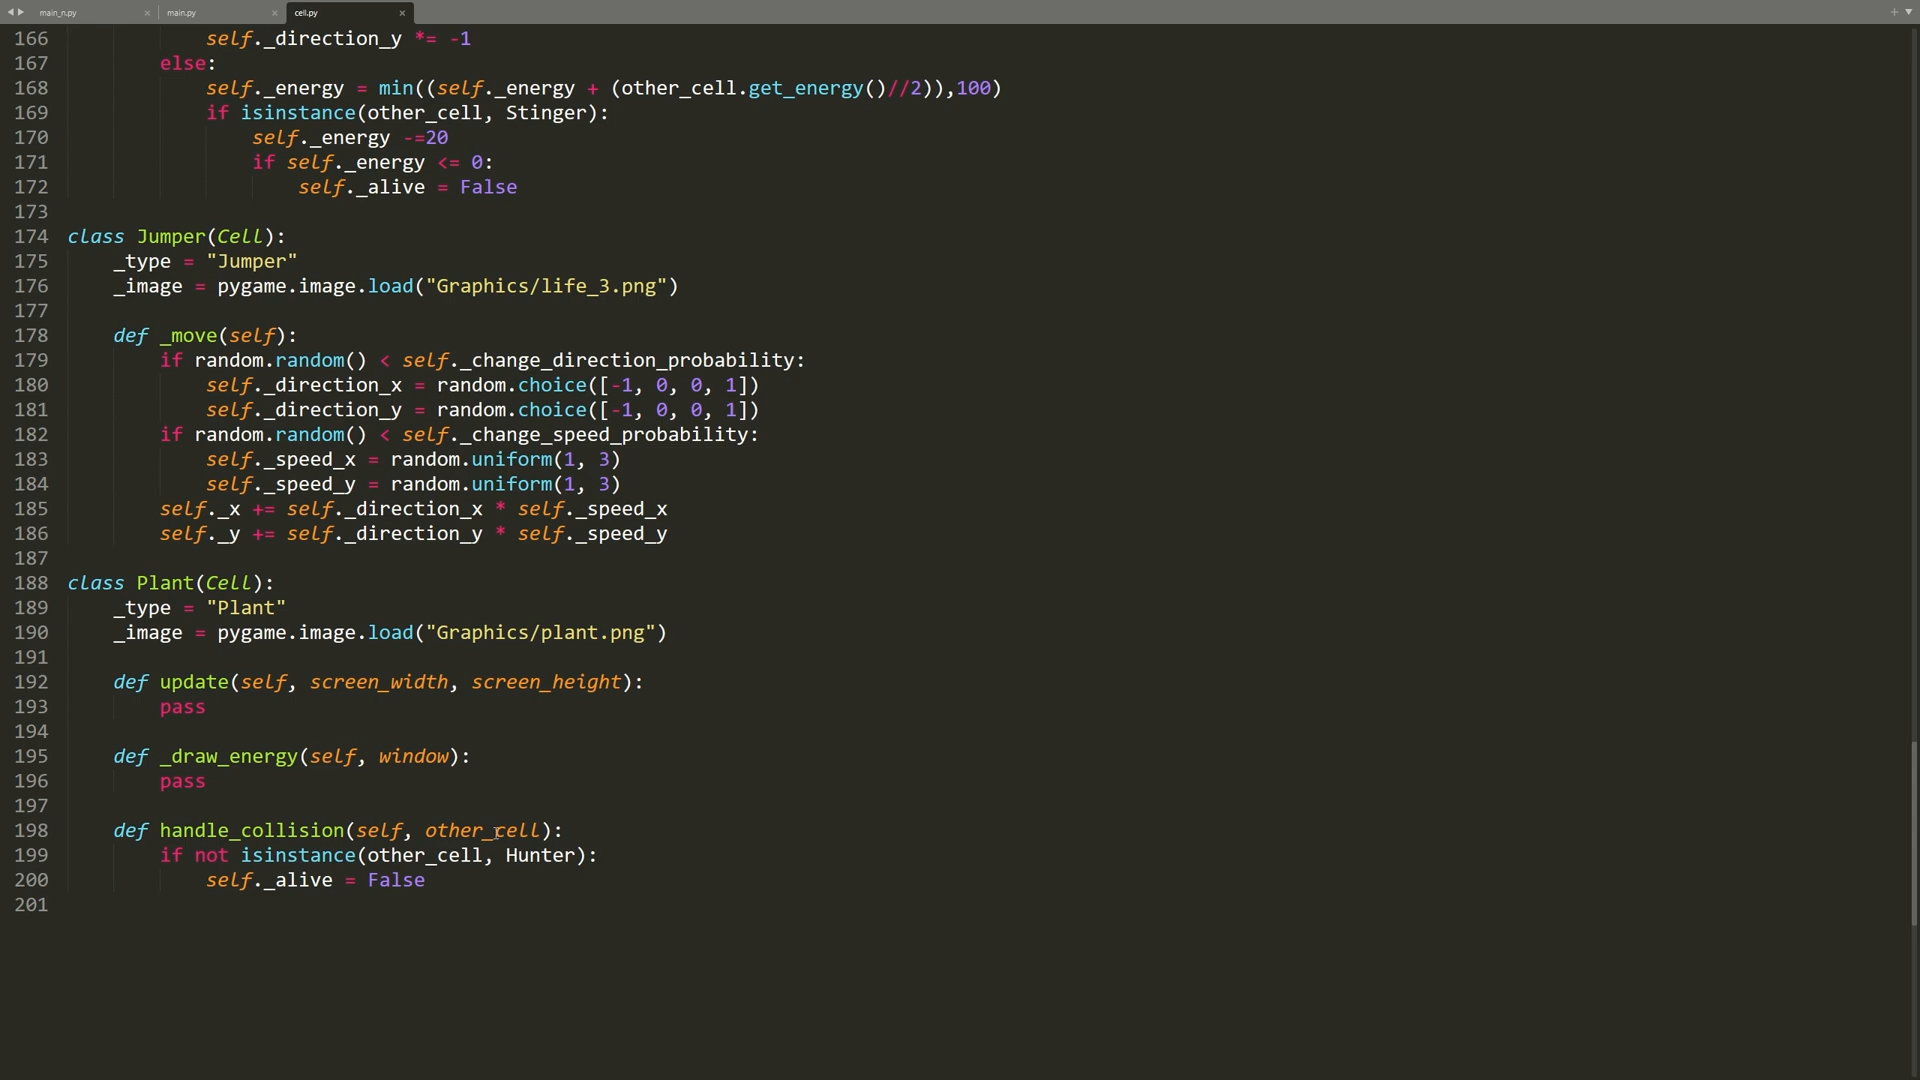 main_n.py × main.py × cell.py ×
166 self._direction_y *= -1
167 else:
168 self._energy = min((self._energy + (other_cell.get_energy()//2)),100)
169 if isinstance(other_cell, Stinger):
170 self._energy -=20
171 if self._energy <= 0:
172 self._alive = False
173
174 class Jumper(Cell):
175 _type = "Jumper"
176 _image = pygame.image.load("Graphics/life_3.png")
177
178 def _move(self):
179 if random.random() < self._change_direction_probability:
180 self._direction_x = random.choice([-1, 0, 0, 1])
181 self._direction_y = random.choice([-1, 0, 0, 1])
182 if random.random() < self._change_speed_probability:
183 self._speed_x = random.uniform(1, 3)
184 self._speed_y = random.uniform(1, 3)
185 self._x += self._direction_x * self._speed_x
186 self._y += self._direction_y * self._speed_y
187
188 class Plant(Cell):
189 _type = "Plant"
190 _image = pygame.image.load("Graphics/plant.png")
191
192 def update(self, screen_width, screen_height):
193 pass
194
195 def _draw_energy(self, window):
196 pass
197
198 def handle_collision(self, other_cell):
199 if not isinstance(other_cell, Hunter):
200 self._alive = False
201